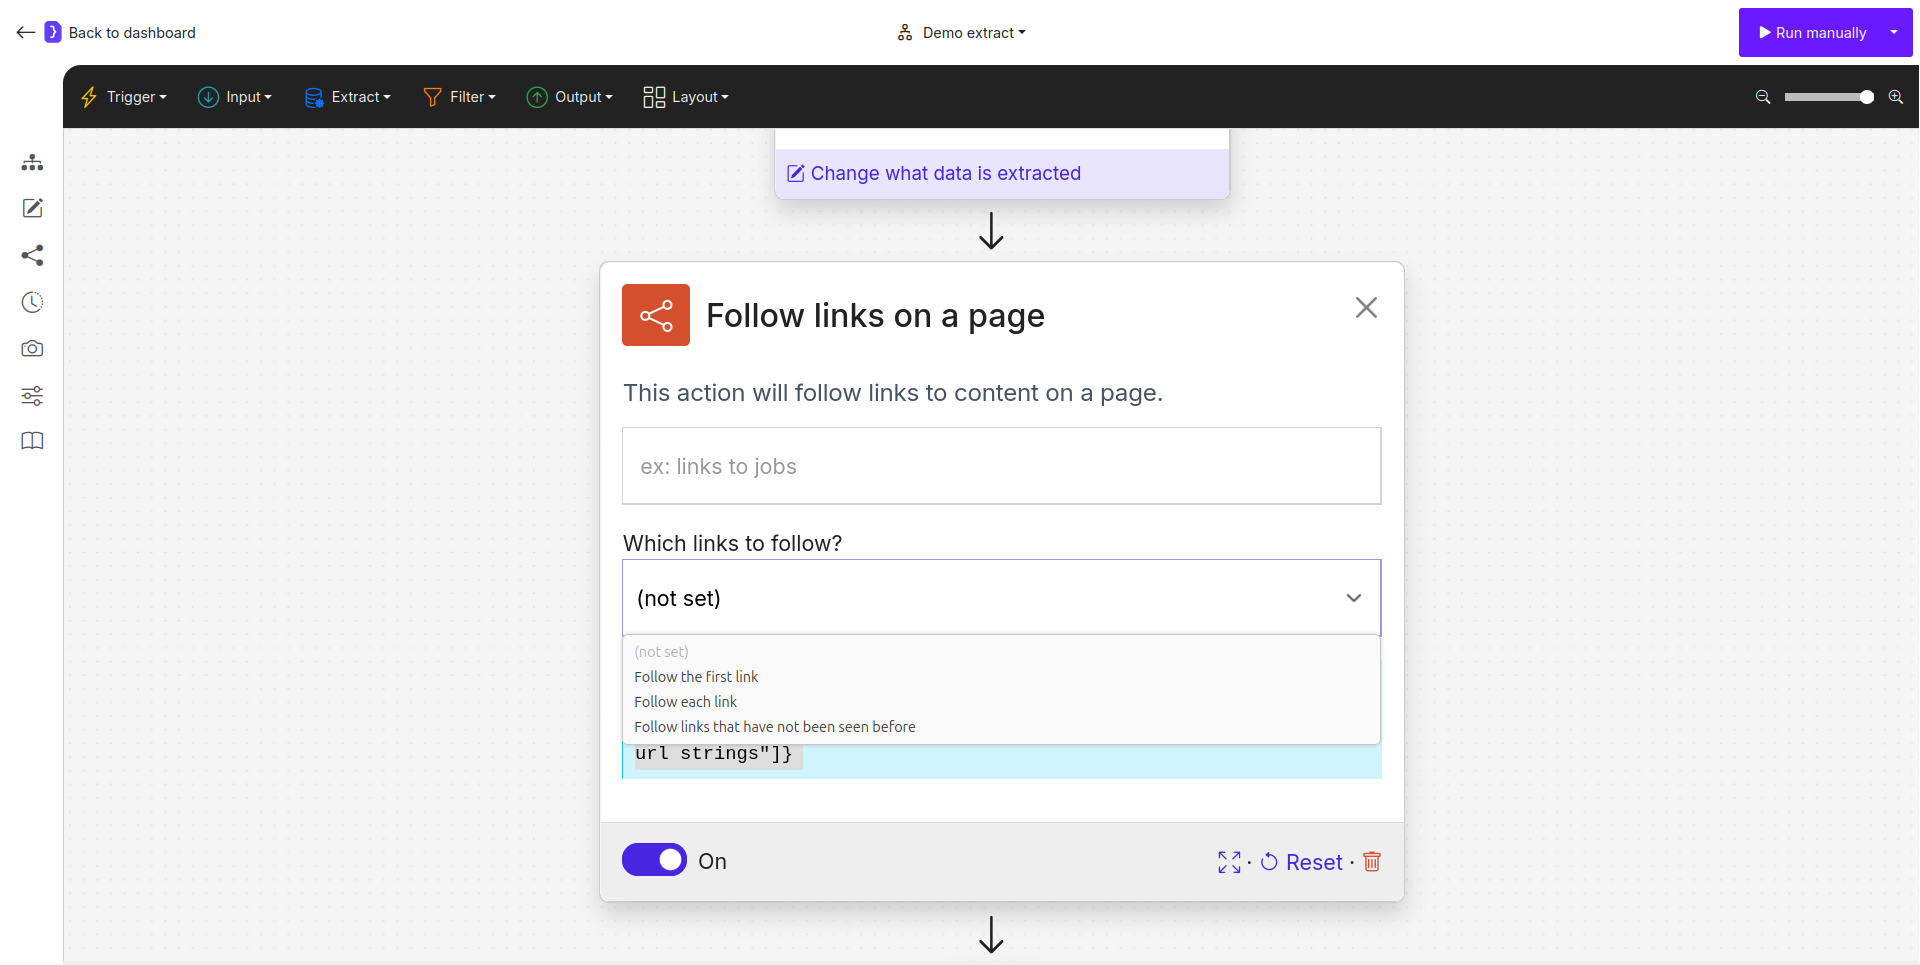 Back to dashboard
Demo extract
Run manually
Trigger
Input
Extract
Filter
Output
Layout
Change what data is extracted
Follow links on a page
This action will follow links to content on a page.
ex: links to jobs
Which links to follow?
(not set)
(not set)
Follow the first link
Follow each link
Follow links that have not been seen before
url strings"]}
On
· Reset ·